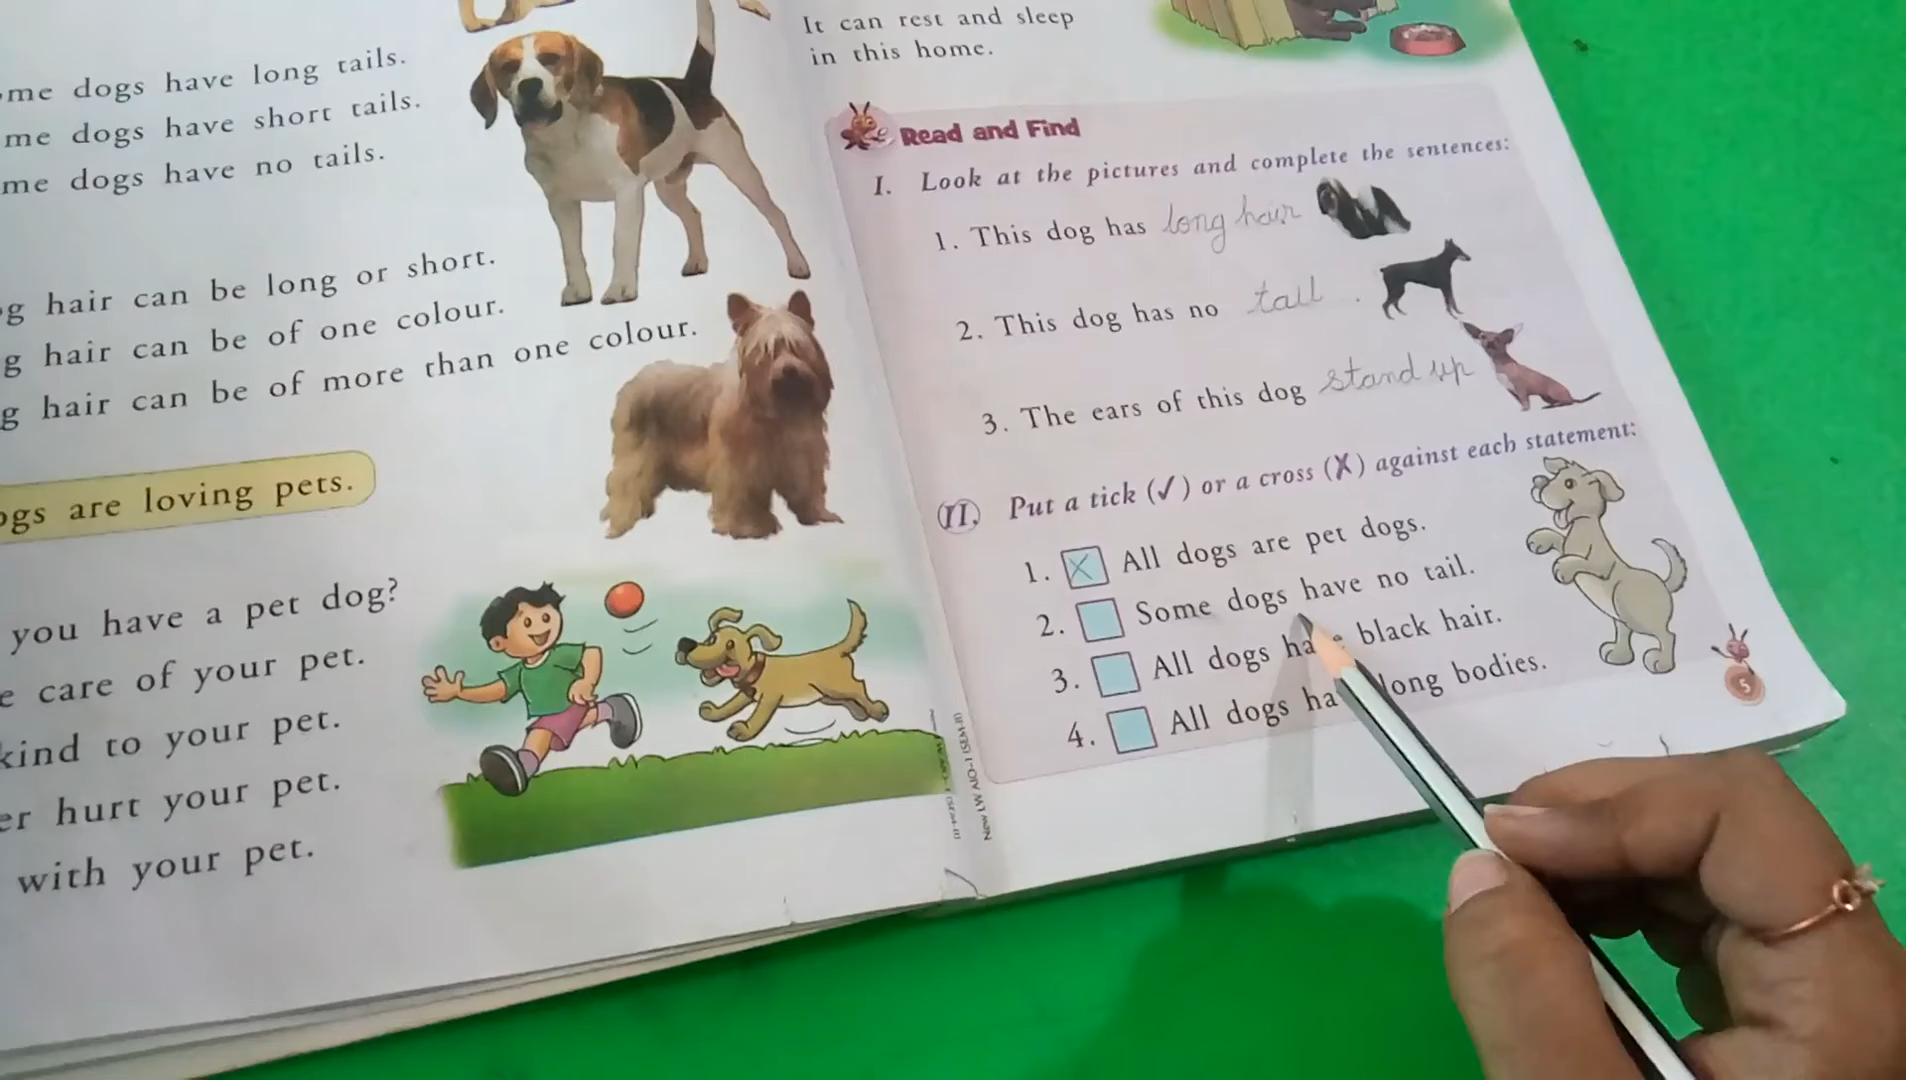 me dogs have long tails.
me dogs have short tails.
me dogs have no tails.
g hair can be long or short.
g hair can be of one colour.
g hair can be of more than one colour.
ogs are loving pets.
you have a pet dog?
e care of your pet.
kind to your pet.
er hurt your pet.
with your pet.
It can rest and sleep
in this home.
Read and Find
I. Look at the pictures and complete the sentences:
1. This dog has long hair
2. This dog has no tail .
3. The ears of this dog stand up
II. Put a tick (✓) or a cross (✗) against each statement:
1. X All dogs are pet dogs.
2. Some dogs have no tail.
3. All dogs ha e black hair.
4. All dogs ha long bodies.
5
New LW AIO-1 (SEM-II)